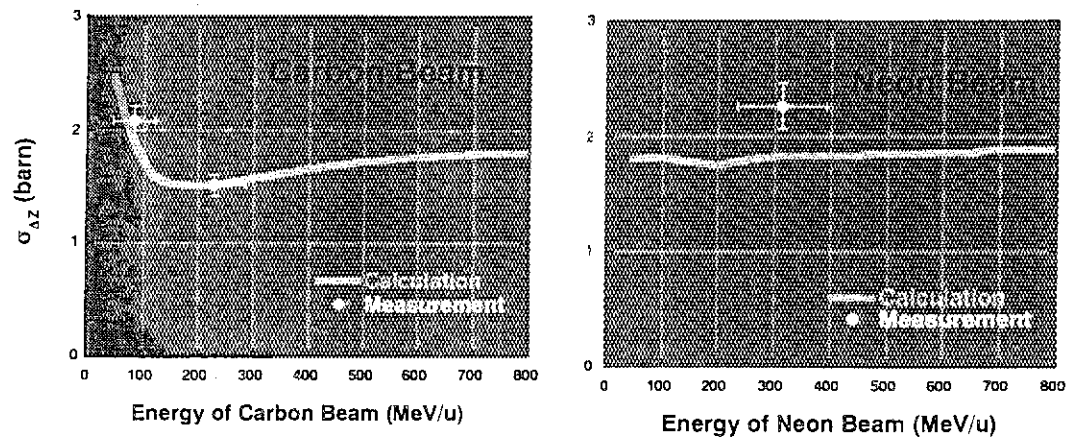 σΔZ (barn)
3
2
1
0
Carbon Beam
Calculation
Measurement
0 100 200 300 400 500 600 700 800
Energy of Carbon Beam (MeV/u)
3
2
1
0
Neon Beam
Calculation
Measurement
0 100 200 300 400 500 600 700 800
Energy of Neon Beam (MeV/u)